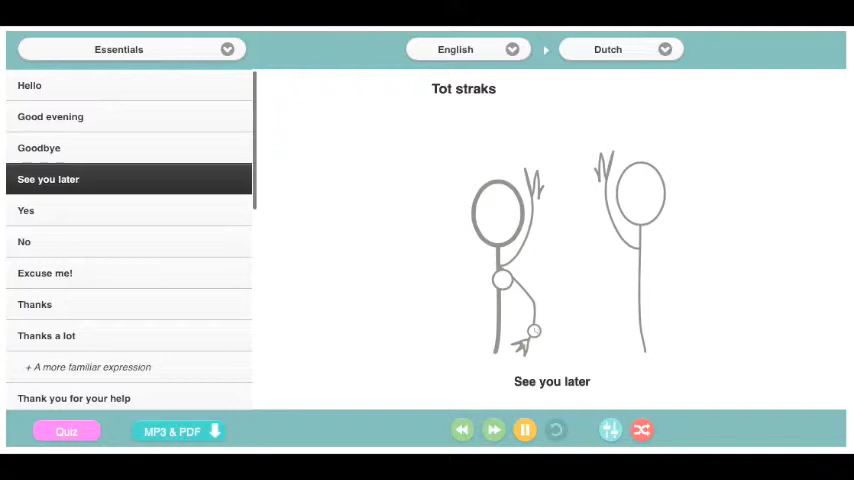 Essentials
English
Dutch
Hello
Good evening
Goodbye
See you later
Yes
No
Excuse me!
Thanks
Thanks a lot
+ A more familiar expression
Thank you for your help
Tot straks
See you later
Quiz
MP3 & PDF